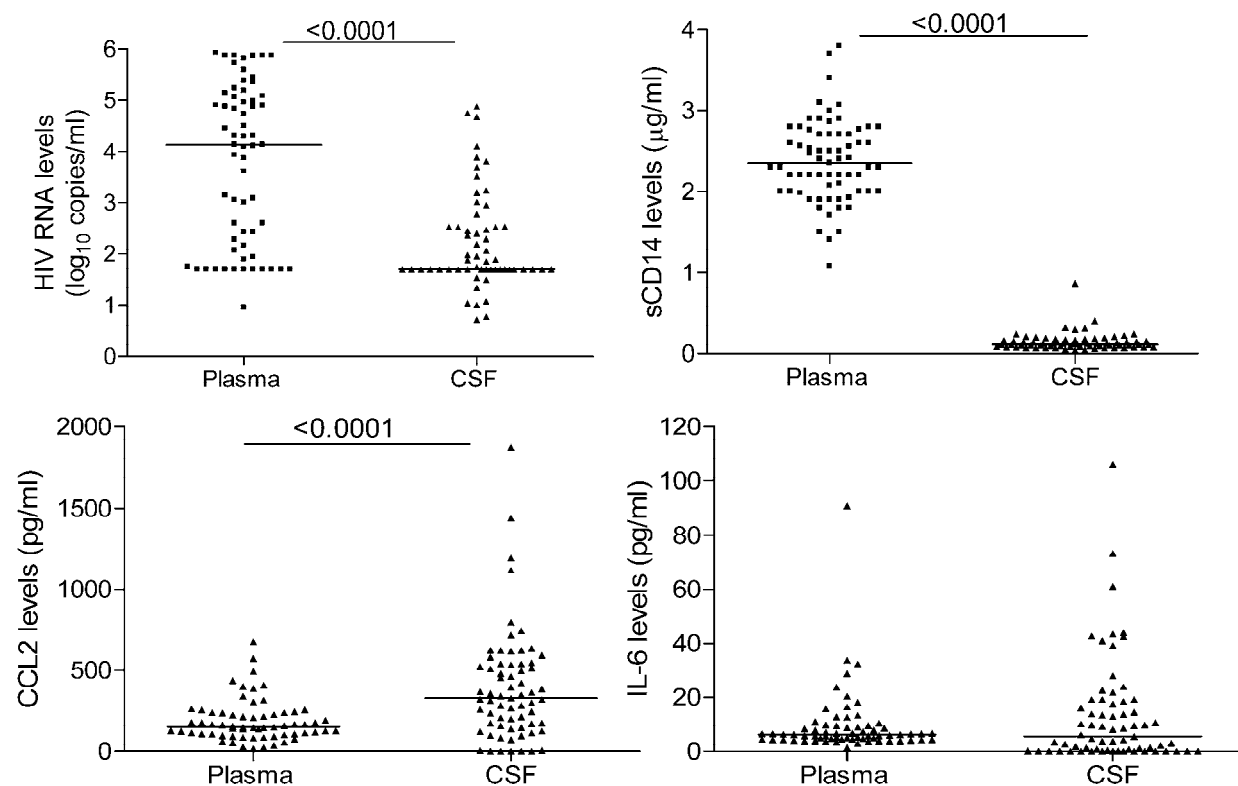 <0.0001
HIV RNA levels
(log10 copies/ml)
6
5
4
3
2
1
0
Plasma
CSF
<0.0001
sCD14 levels (µg/ml)
4
3
2
1
0
Plasma
CSF
<0.0001
CCL2 levels (pg/ml)
2000
1500
1000
500
0
Plasma
CSF
IL-6 levels (pg/ml)
120
100
80
60
40
20
0
Plasma
CSF